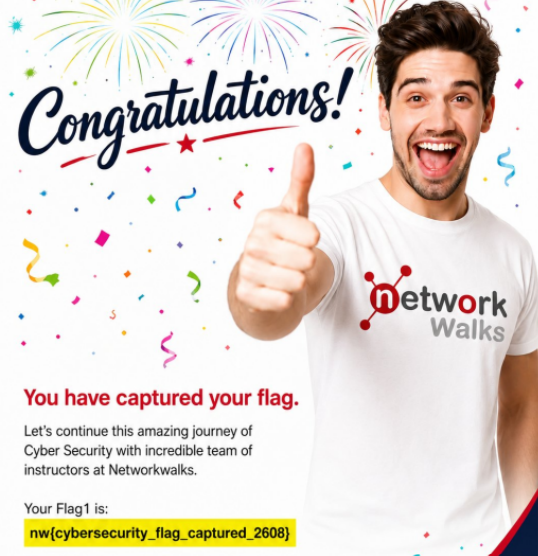 Congratulations!
network
Walks
You have captured your flag.
Let's continue this amazing journey of
Cyber Security with incredible team of
instructors at Networkwalks.
Your Flag1 is:
nw{cybersecurity_flag_captured_2608}